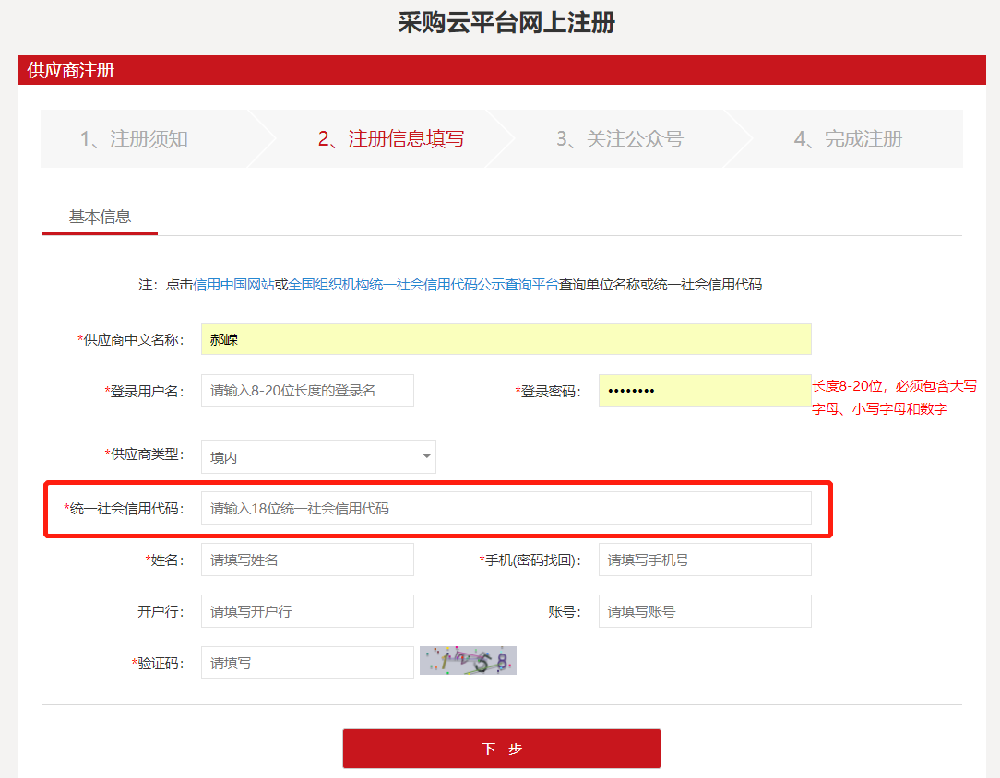 采购云平台网上注册
供应商注册
1、注册须知
2、注册信息填写
3、关注公众号
4、完成注册
基本信息
注：点击信用中国网站或全国组织机构统一社会信用代码公示查询平台查询单位名称或统一社会信用代码
*供应商中文名称： 郝嵘
*登录用户名： 请输入8-20位长度的登录名
*登录密码： ••••••••
长度8-20位，必须包含大写
字母、小写字母和数字
*供应商类型： 境内
*统一社会信用代码： 请输入18位统一社会信用代码
*姓名： 请填写姓名
*手机(密码找回)： 请填写手机号
开户行： 请填写开户行
账号： 请填写账号
*验证码： 请填写
下一步